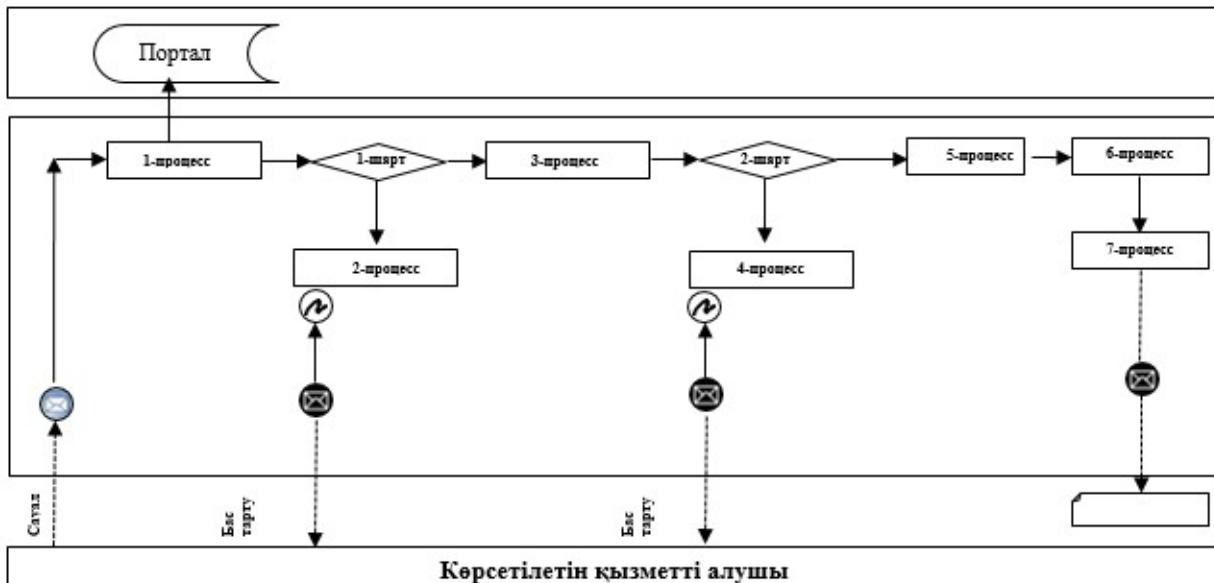 Портал
1-процесс
1-шарт
3-процесс
2-шарт
5-процесс
6-процесс
2-процесс
4-процесс
7-процесс
Сауал
Бас
тарту
Бас
тарту
Көрсетілетін қызметті алушы